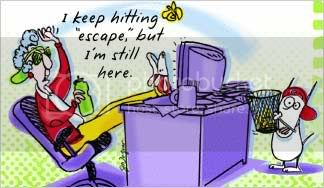 I keep hitting
"escape," but
I'm still
here.